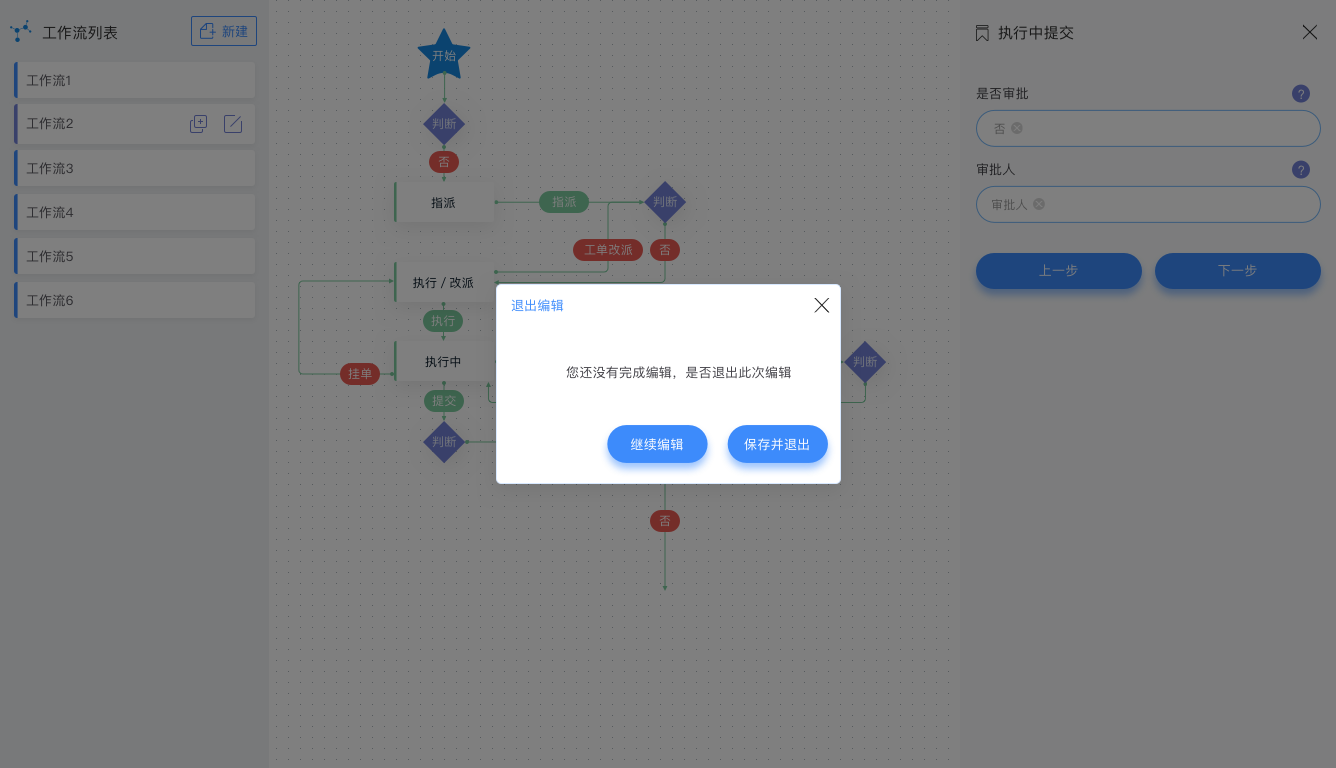 工作流列表
新建
工作流1
工作流2
工作流3
工作流4
工作流5
工作流6
开始
判断
否
指派
指派
判断
工单改派
否
执行 / 改派
执行
执行中
挂单
提交
判断
判断
否
退出编辑
您还没有完成编辑，是否退出此次编辑
继续编辑
保存并退出
执行中提交
是否审批
?
否
审批人
?
审批人
上一步
下一步